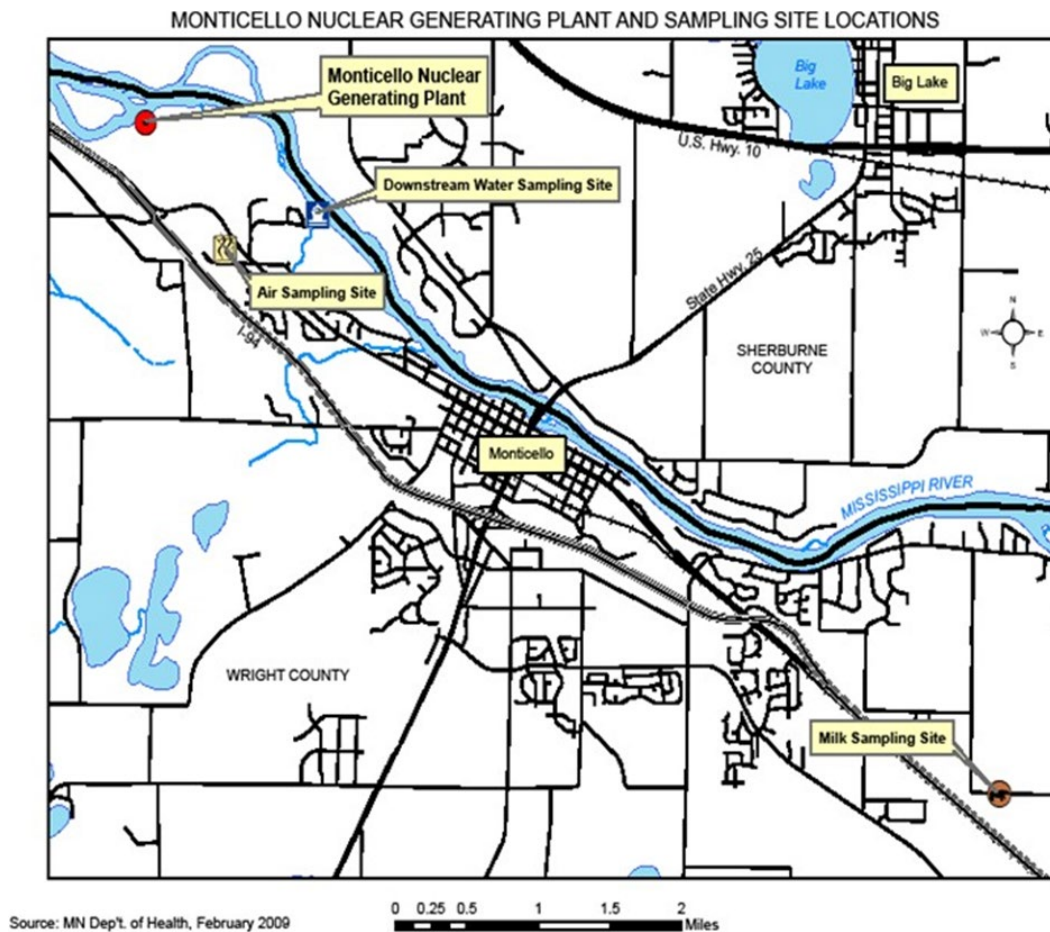 MONTICELLO NUCLEAR GENERATING PLANT AND SAMPLING SITE LOCATIONS
Monticello Nuclear
Generating Plant
Big
Lake
Big Lake
U.S. Hwy. 10
Downstream Water Sampling Site
Air Sampling Site
State Hwy. 25
I-94
N
W
E
S
SHERBURNE
COUNTY
Monticello
MISSISSIPPI RIVER
WRIGHT COUNTY
Milk Sampling Site
Source: MN Dep't. of Health, February 2009
0 0.25 0.5 1 1.5 2
Miles